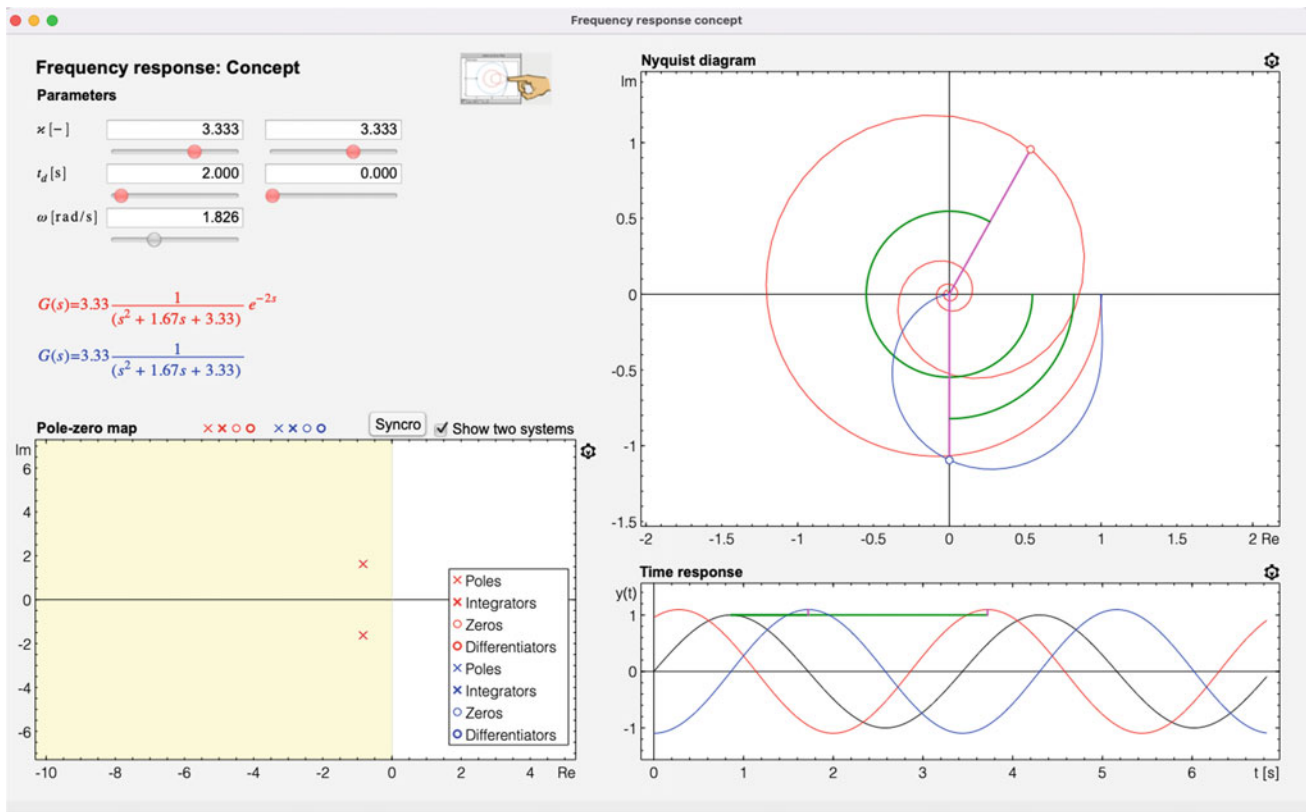 Frequency response concept
Frequency response: Concept
Parameters
ϰ [−] 3.333 3.333
t_d [s] 2.000 0.000
ω [rad/s] 1.826
G(s)=3.33 1/(s² + 1.67s + 3.33) e^(−2s)
G(s)=3.33 1/(s² + 1.67s + 3.33)
Pole-zero map
Syncro
Show two systems
Im
6
4
2
0
-2
-4
-6
-10 -8 -6 -4 -2 0 2 4 Re
Poles
Integrators
Zeros
Differentiators
Poles
Integrators
Zeros
Differentiators
Nyquist diagram
Im
1
0.5
0
-0.5
-1
-1.5
-2 -1.5 -1 -0.5 0 0.5 1 1.5 2 Re
Time response
y(t)
1
0
-1
0 1 2 3 4 5 6 t [s]